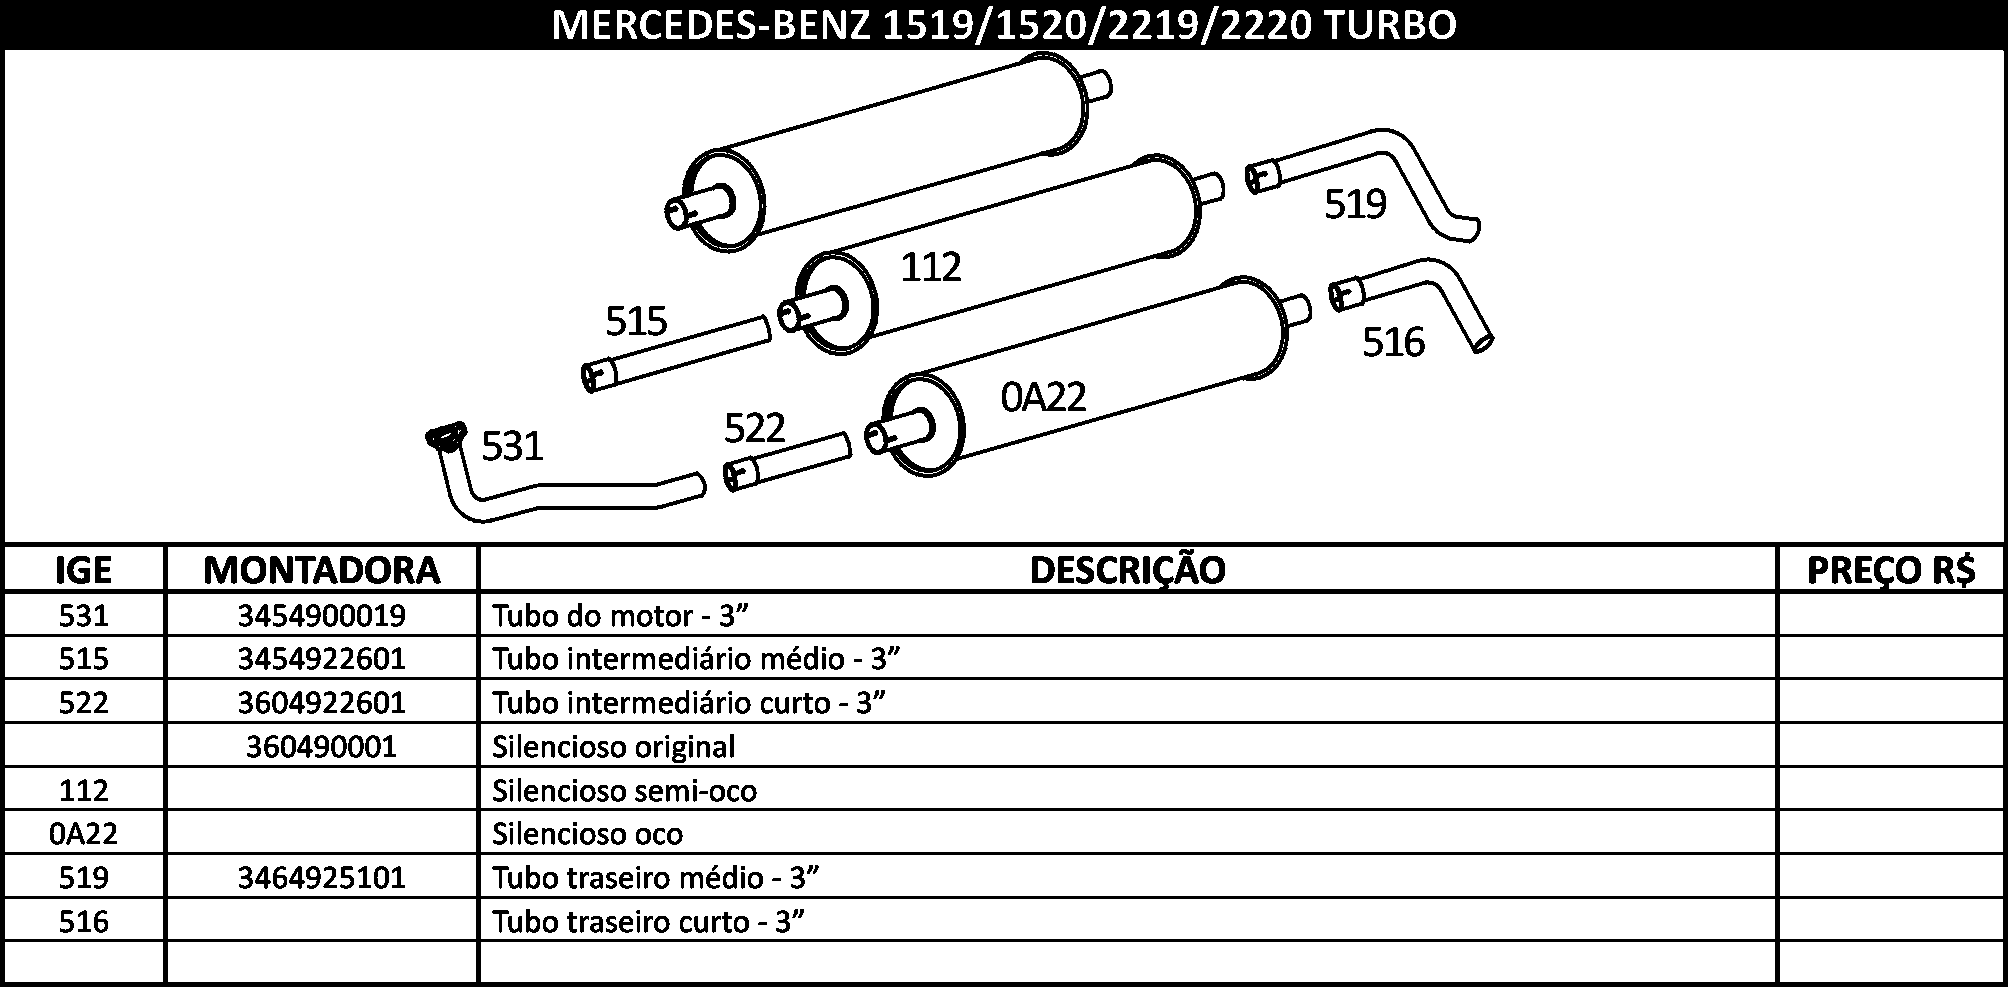 MERCEDES-BENZ 1519/1520/2219/2220 TURBO
519
112
515
516
0A22
522
531
IGE MONTADORA DESCRIÇÃO PREÇO R$
531 3454900019 Tubo do motor - 3”
515 3454922601 Tubo intermediário médio - 3”
522 3604922601 Tubo intermediário curto - 3”
360490001 Silencioso original
112 Silencioso semi-oco
0A22 Silencioso oco
519 3464925101 Tubo traseiro médio - 3”
516 Tubo traseiro curto - 3”